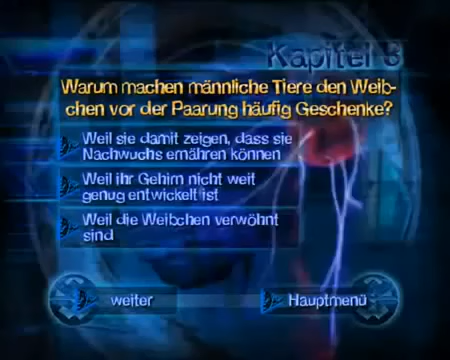 Kapitel 3
Warum machen männliche Tiere den Weib-
chen vor der Paarung häufig Geschenke?
Weil sie damit zeigen, dass sie
Nachwuchs ernähren können
Weil ihr Gehirn nicht weit
genug entwickelt ist
Weil die Weibchen verwöhnt
sind
weiter
Hauptmenü